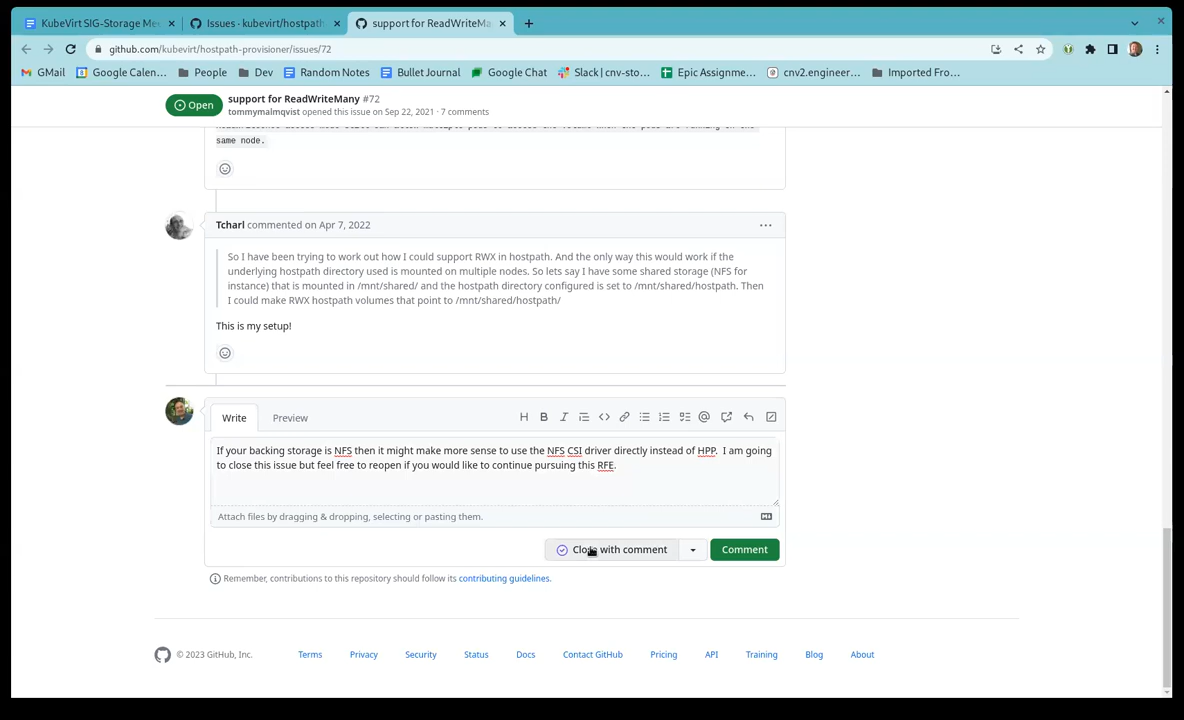 KubeVirt SIG-Storage Me
Issues · kubevirt/hostpath
support for ReadWriteMa
github.com/kubevirt/hostpath-provisioner/issues/72
GMail
Google Calen...
People
Dev
Random Notes
Bullet Journal
Google Chat
Slack | cnv-sto...
Epic Assignme...
cnv2.engineer...
Imported Fro...
Open
support for ReadWriteMany #72
tommymalmqvist opened this issue on Sep 22, 2021 · 7 comments
same node.
Tcharl commented on Apr 7, 2022
So I have been trying to work out how I could support RWX in hostpath. And the only way this would work if the
underlying hostpath directory used is mounted on multiple nodes. So lets say I have some shared storage (NFS for
instance) that is mounted in /mnt/shared/ and the hostpath directory configured is set to /mnt/shared/hostpath. Then
I could make RWX hostpath volumes that point to /mnt/shared/hostpath/
This is my setup!
Write
Preview
If your backing storage is NFS then it might make more sense to use the NFS CSI driver directly instead of HPP. I am going
to close this issue but feel free to reopen if you would like to continue pursuing this RFE.
Attach files by dragging & dropping, selecting or pasting them.
Close with comment
Comment
Remember, contributions to this repository should follow its contributing guidelines.
© 2023 GitHub, Inc.
Terms
Privacy
Security
Status
Docs
Contact GitHub
Pricing
API
Training
Blog
About